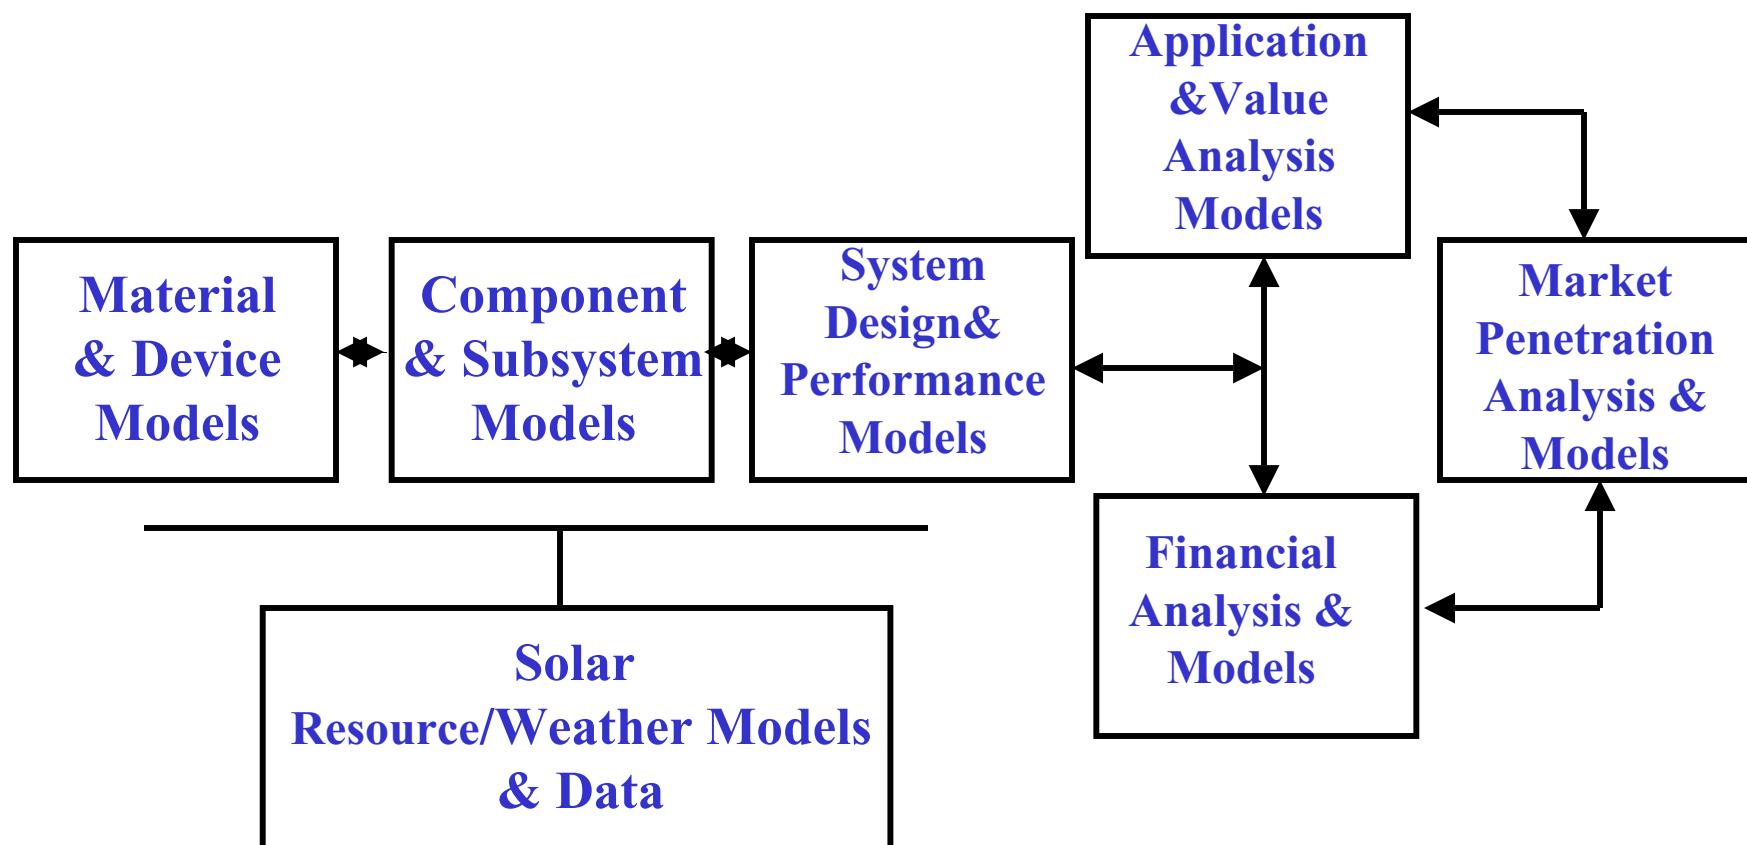 Application
&Value
Analysis
Models
Material
& Device
Models
Component
& Subsystem
Models
System
Design&
Performance
Models
Market
Penetration
Analysis &
Models
Financial
Analysis &
Models
Solar
Resource/Weather Models
& Data